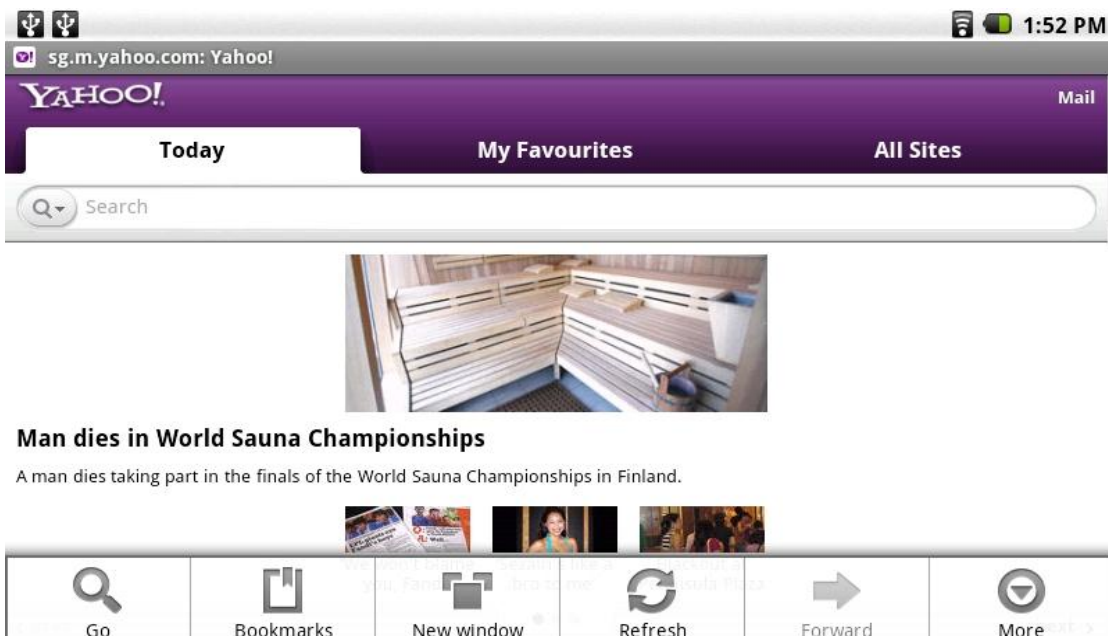 1:52 PM
sg.m.yahoo.com: Yahoo!
YAHOO!
Mail
Today
My Favourites
All Sites
Search
Man dies in World Sauna Championships
A man dies taking part in the finals of the World Sauna Championships in Finland.
Go
Bookmarks
New window
Refresh
Forward
More